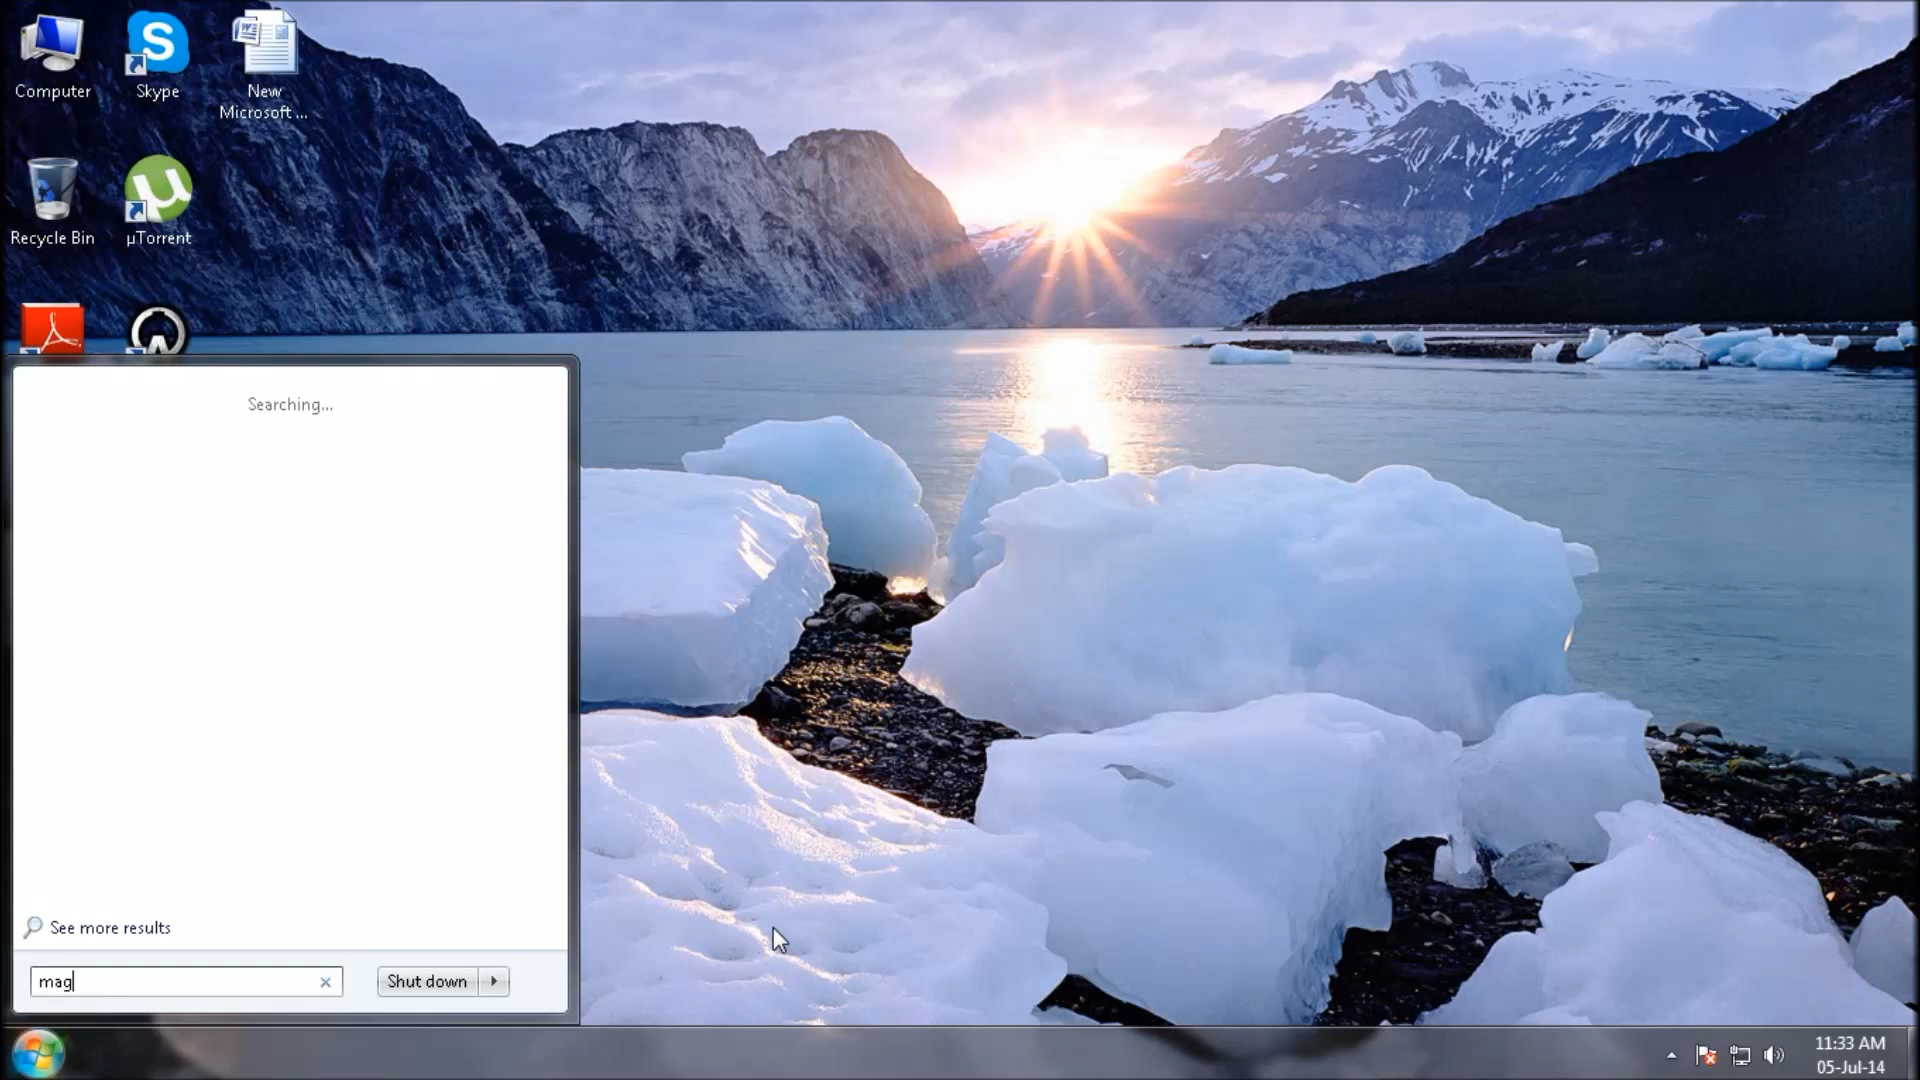 Computer
Skype
New
Microsoft ...
Recycle Bin
µTorrent
Searching...
See more results
mag
Shut down
11:33 AM
05-Jul-14